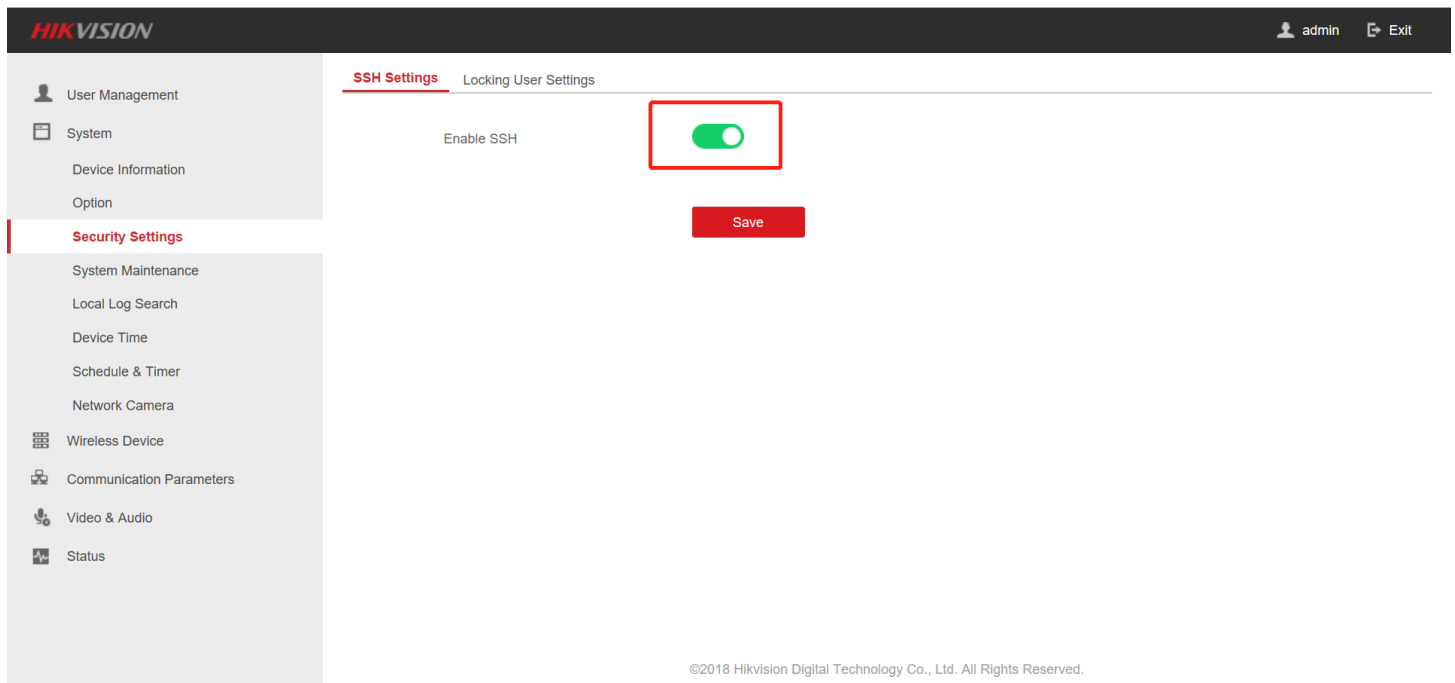 HIKVISION
admin
Exit
User Management
System
Device Information
Option
Security Settings
System Maintenance
Local Log Search
Device Time
Schedule & Timer
Network Camera
Wireless Device
Communication Parameters
Video & Audio
Status
SSH Settings
Locking User Settings
Enable SSH
Save
©2018 Hikvision Digital Technology Co., Ltd. All Rights Reserved.